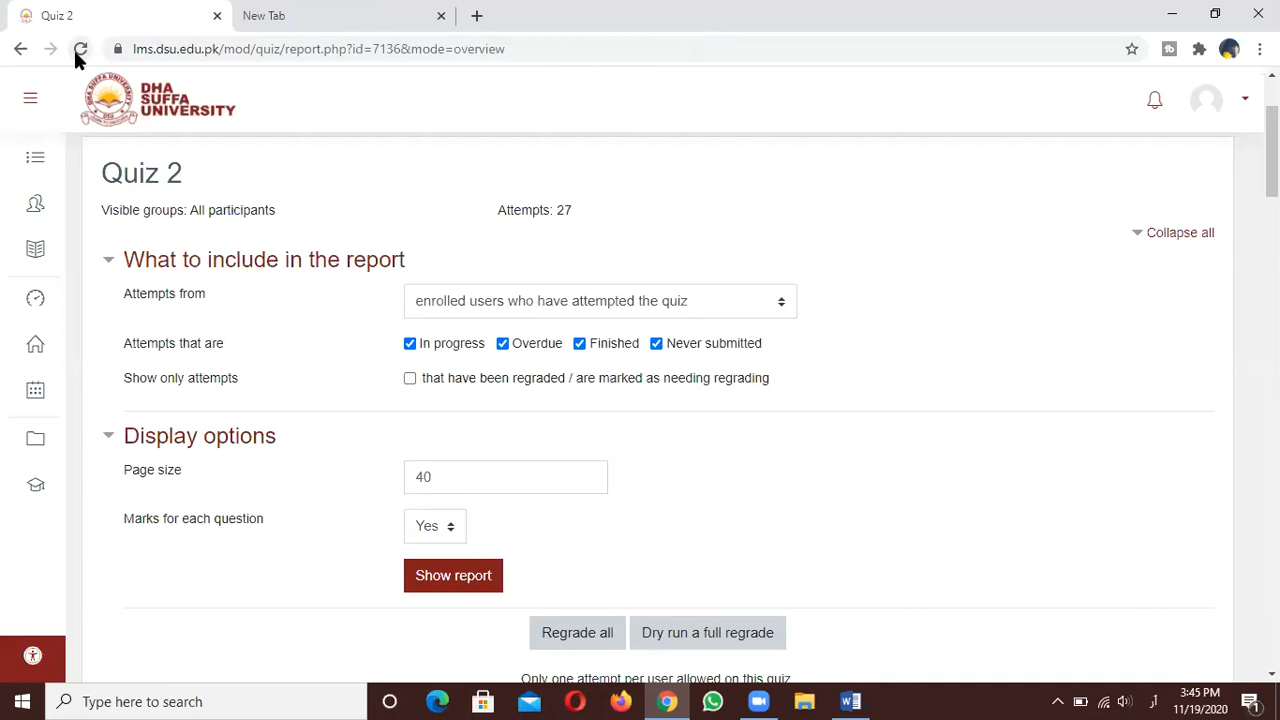 Quiz 2
New Tab
lms.dsu.edu.pk/mod/quiz/report.php?id=7136&mode=overview
DHA
SUFFA
UNIVERSITY
Quiz 2
Visible groups: All participants
Attempts: 27
Collapse all
What to include in the report
Attempts from
enrolled users who have attempted the quiz
Attempts that are
In progress
Overdue
Finished
Never submitted
Show only attempts
that have been regraded / are marked as needing regrading
Display options
Page size
40
Marks for each question
Yes
Show report
Regrade all
Dry run a full regrade
Only one attempt per user allowed on this quiz
Type here to search
3:45 PM
11/19/2020